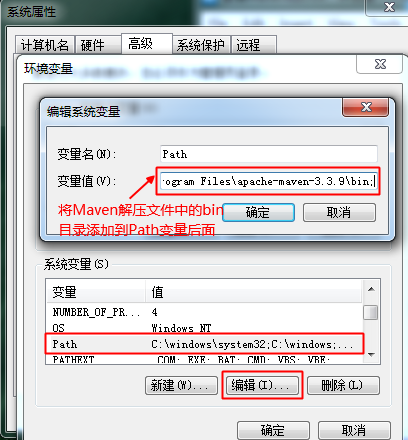 系统属性
计算机名 硬件 高级 系统保护 远程
环境变量
编辑系统变量
变量名(N): Path
变量值(V): rogram Files\apache-maven-3.3.9\bin;
将Maven解压文件中的bin
目录添加到Path变量后面
确定 取消
系统变量(S)
变量 值
NUMBER_OF_PR... 4
OS Windows_NT
Path C:\windows\system32;C:\windows;...
PATHEXT .COM;.EXE;.BAT;.CMD;.VBS;.VBE;
新建(W)... 编辑(I)... 删除(L)
确定 取消